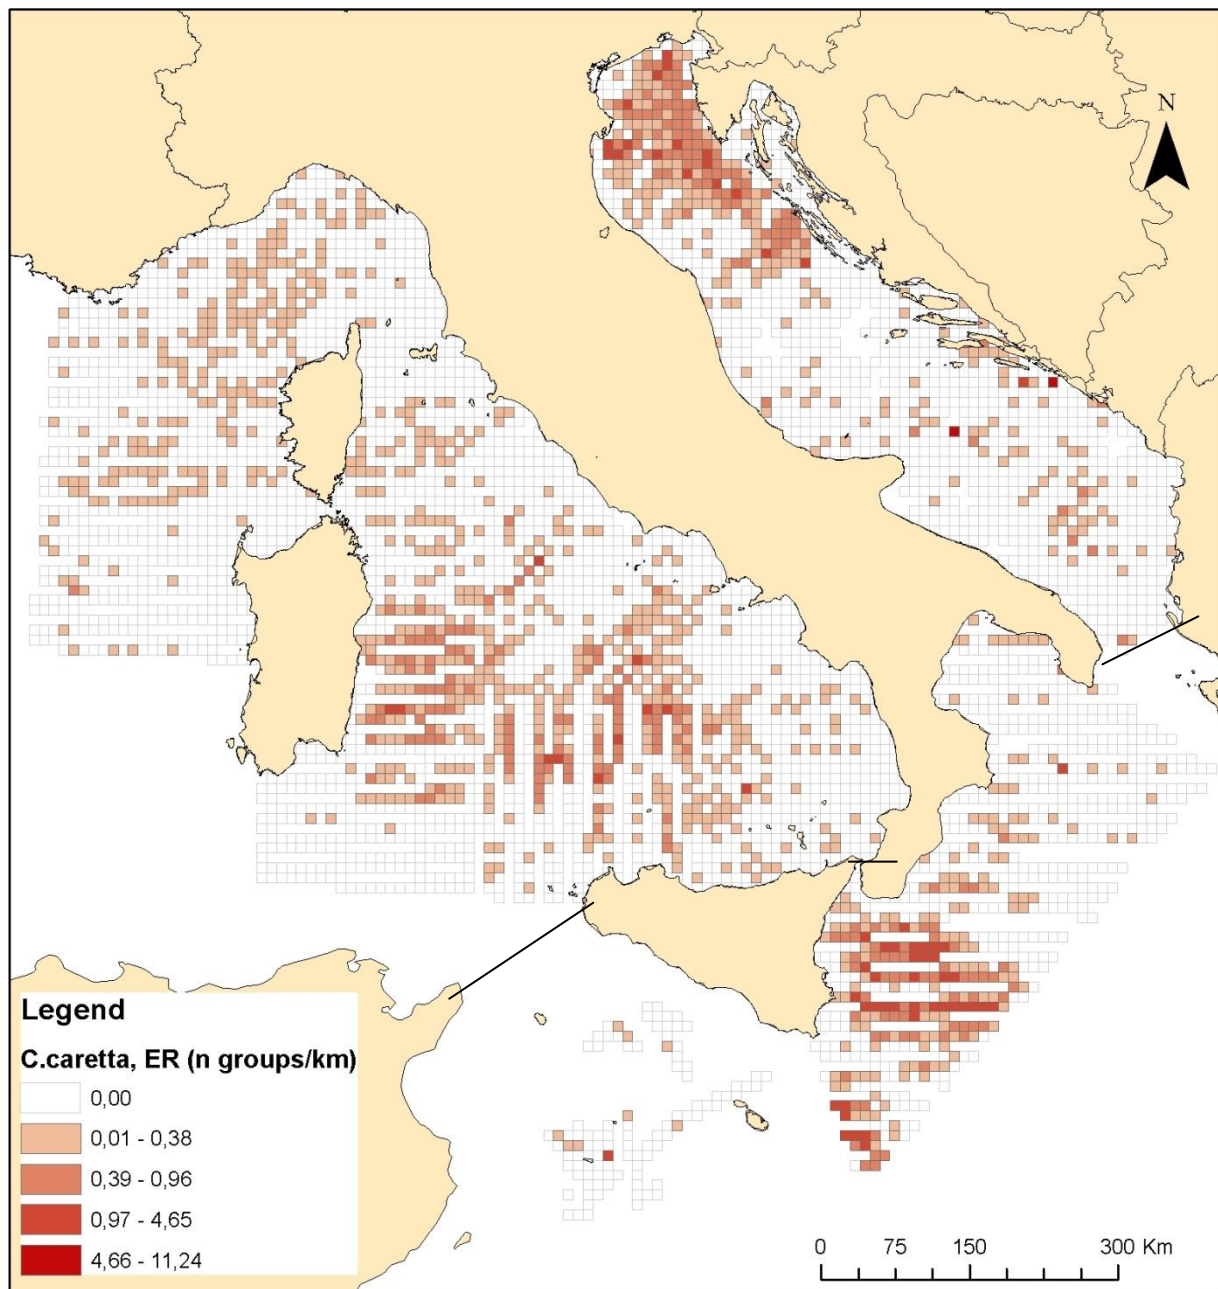 N
Legend
C.caretta, ER (n groups/km)
0,00
0,01 - 0,38
0,39 - 0,96
0,97 - 4,65
4,66 - 11,24
0 75 150 300 Km